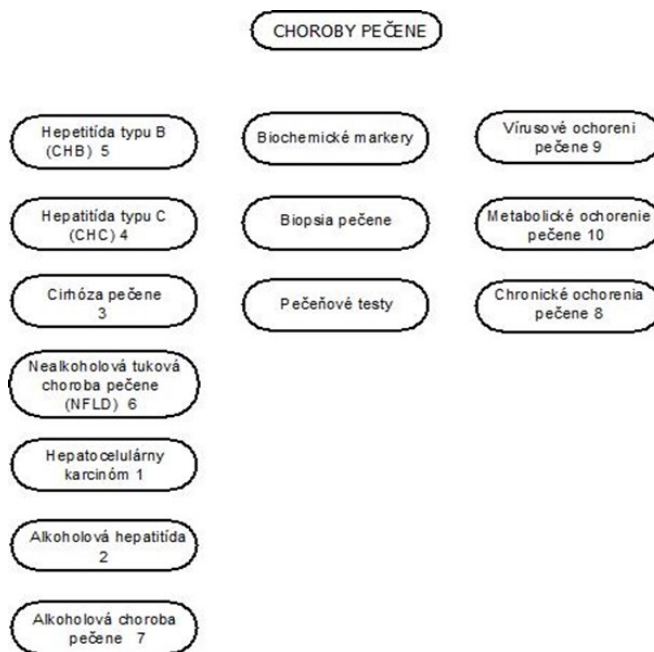 CHOROBY PEČENE
Hepetitída typu B
(CHB) 5
Hepatitída typu C
(CHC) 4
Cirhóza pečene
3
Nealkoholová tuková
choroba pečene
(NFLD) 6
Hepatocelulárny
karcinóm 1
Alkoholová hepatitída
2
Alkoholová choroba
pečene 7
Biochemické markery
Biopsia pečene
Pečeňové testy
Vírusové ochoreni
pečene 9
Metabolické ochorenie
pečene 10
Chronické ochorenia
pečene 8